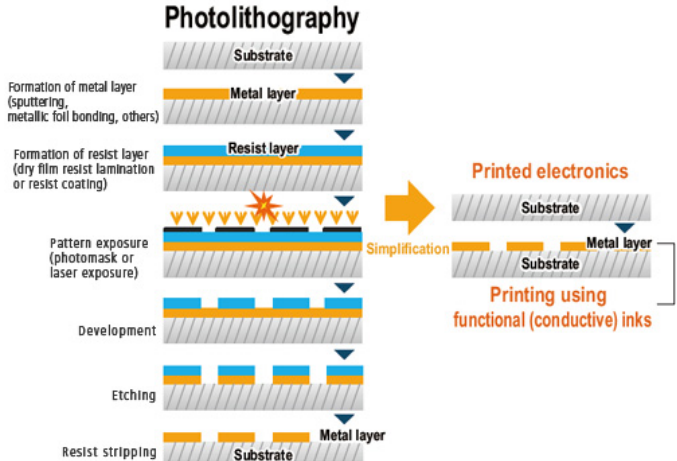 Photolithography
Substrate
Formation of metal layer
(sputtering,
metallic foil bonding, others)
Metal layer
Formation of resist layer
(dry film resist lamination
or resist coating)
Resist layer
Pattern exposure
(photomask or
laser exposure)
Development
Etching
Resist stripping
Metal layer
Substrate
Simplification
Printed electronics
Substrate
Metal layer
Substrate
Printing using
functional (conductive) inks